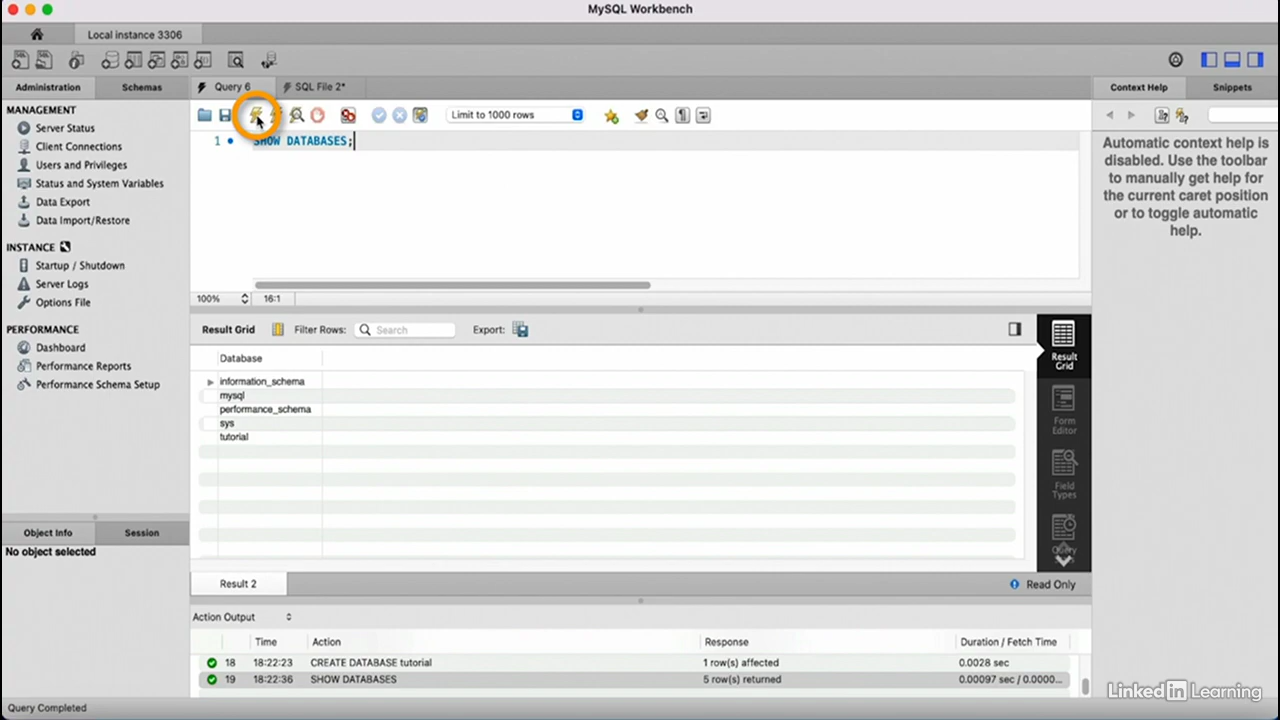 MySQL Workbench
Local instance 3306
Administration
Schemas
Query 6
SQL File 2*
Context Help
Snippets
MANAGEMENT
Server Status
Client Connections
Users and Privileges
Status and System Variables
Data Export
Data Import/Restore
INSTANCE
Startup / Shutdown
Server Logs
Options File
PERFORMANCE
Dashboard
Performance Reports
Performance Schema Setup
Object Info
Session
No object selected
Limit to 1000 rows
1
SHOW DATABASES;
100%
16:1
Result Grid
Filter Rows:
Search
Export:
Database
information_schema
mysql
performance_schema
sys
tutorial
Result
Grid
Form
Editor
Field
Types
Query
Result 2
Read Only
Action Output
Time Action Response Duration / Fetch Time
18 18:22:23 CREATE DATABASE tutorial 1 row(s) affected 0.0028 sec
19 18:22:36 SHOW DATABASES 5 row(s) returned 0.00097 sec / 0.0000...
Automatic context help is
disabled. Use the toolbar
to manually get help for
the current caret position
or to toggle automatic
help.
Query Completed
LinkedIn Learning